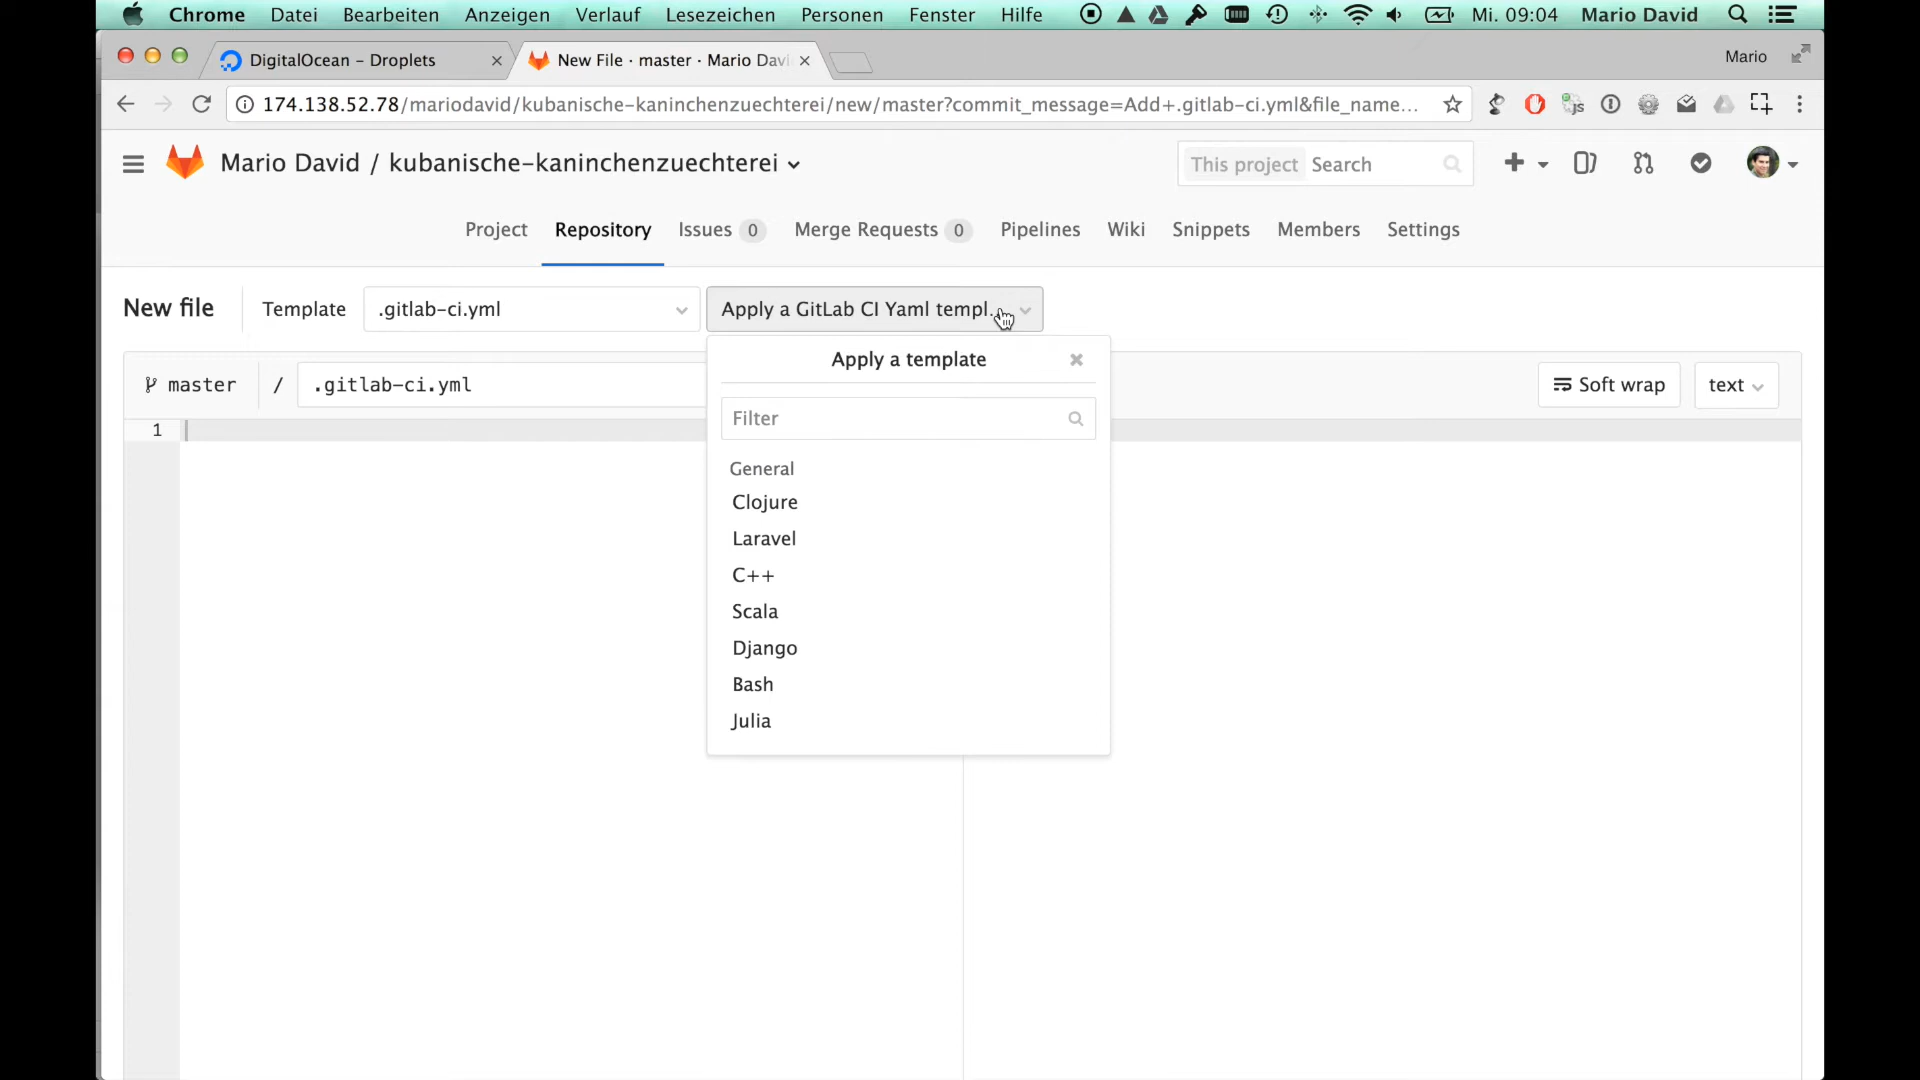 Chrome Datei Bearbeiten Anzeigen Verlauf Lesezeichen Personen Fenster Hilfe Mi. 09:04 Mario David
DigitalOcean – Droplets
New File · master · Mario Davi
Mario
174.138.52.78/mariodavid/kubanische-kaninchenzuechterei/new/master?commit_message=Add+.gitlab-ci.yml&file_name...
Mario David / kubanische-kaninchenzuechterei
This project Search
Project Repository Issues 0 Merge Requests 0 Pipelines Wiki Snippets Members Settings
New file Template .gitlab-ci.yml Apply a GitLab CI Yaml templ...
master / .gitlab-ci.yml Soft wrap text
1
Apply a template
Filter
General
Clojure
Laravel
C++
Scala
Django
Bash
Julia